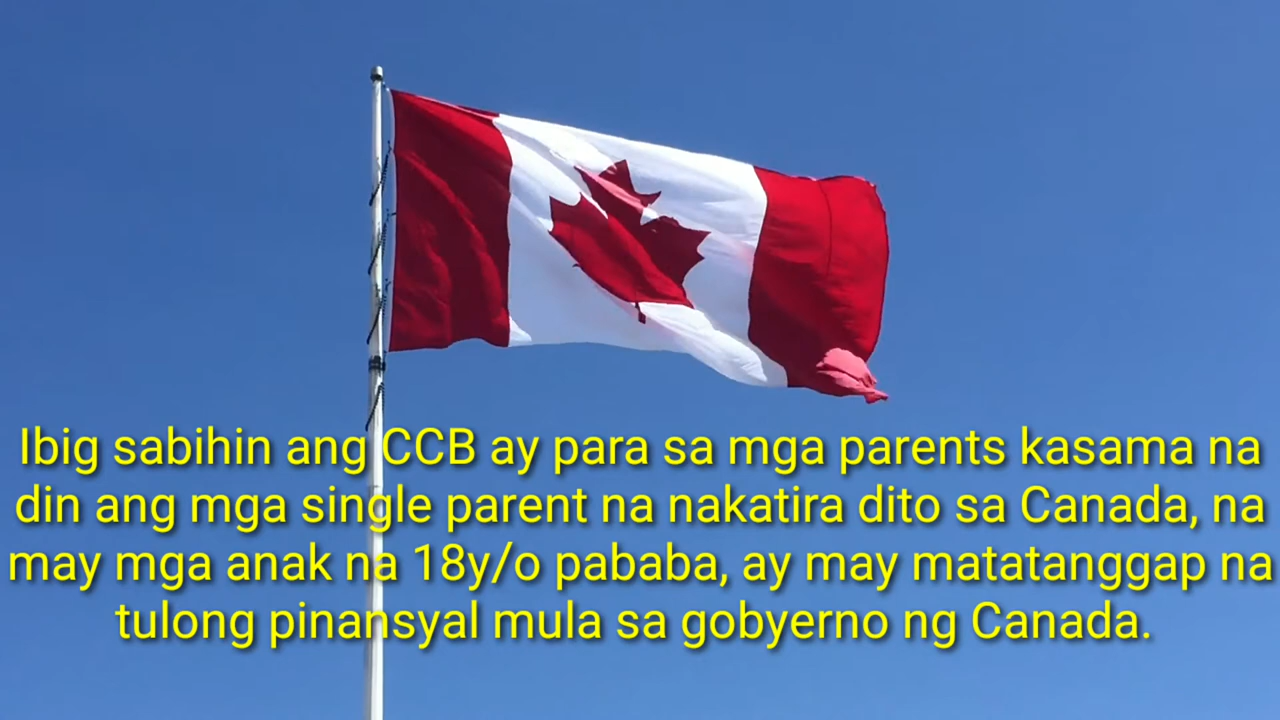 Ibig sabihin ang CCB ay para sa mga parents kasama na
din ang mga single parent na nakatira dito sa Canada, na
may mga anak na 18y/o pababa, ay may matatanggap na
tulong pinansyal mula sa gobyerno ng Canada.